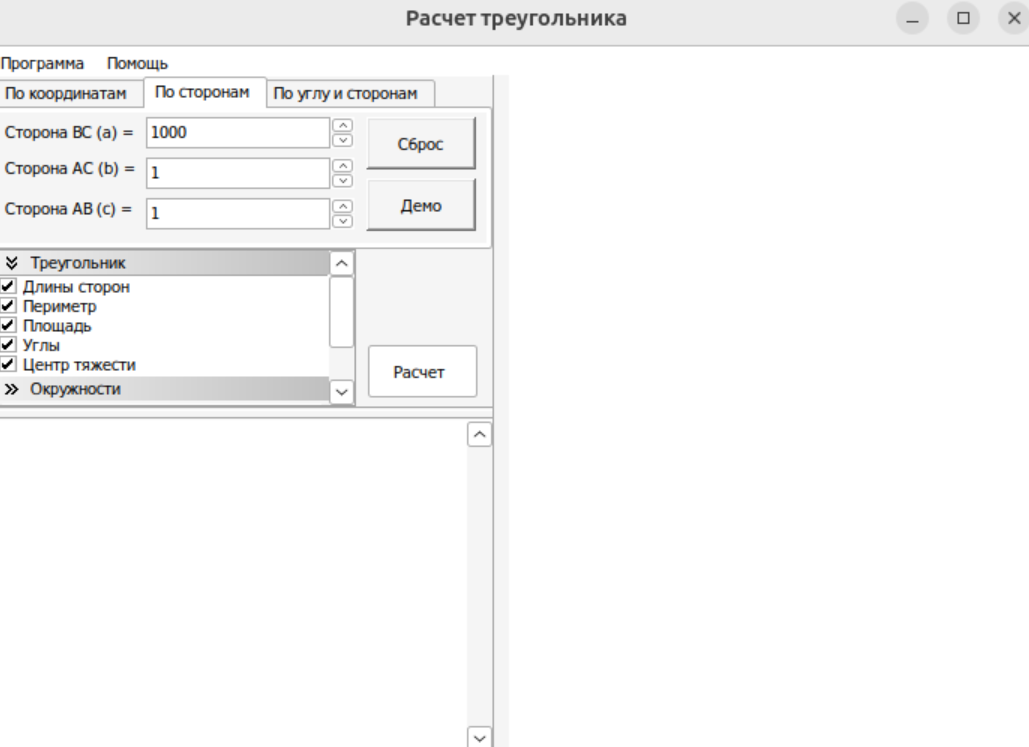 Расчет треугольника
Программа Помощь
По координатам По сторонам По углу и сторонам
Сторона BC (a) = 1000
Сброс
Сторона AC (b) = 1
Сторона AB (c) = 1
Демо
Треугольник
Длины сторон
Периметр
Площадь
Углы
Центр тяжести
Расчет
Окружности